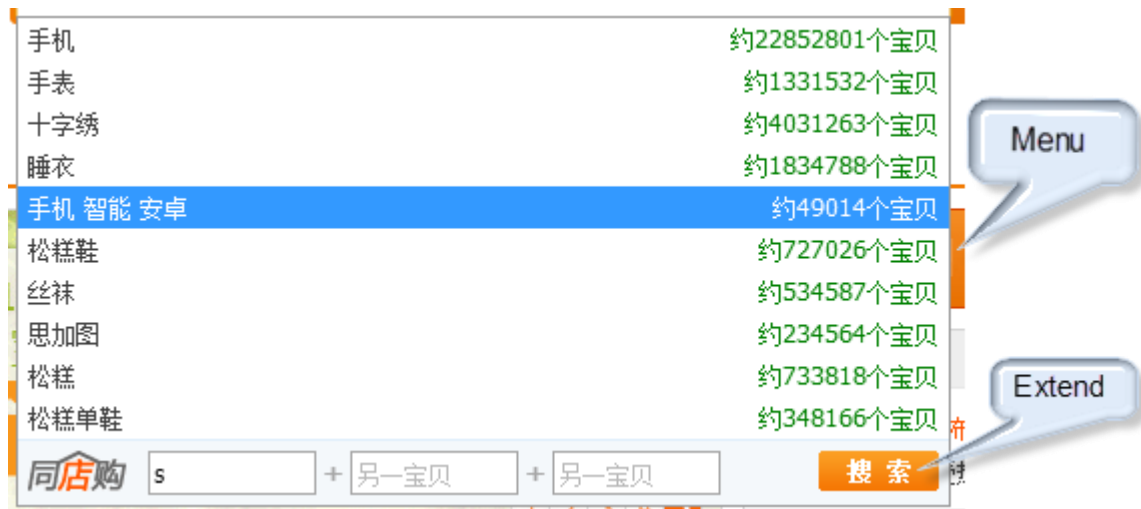 手机 约22852801个宝贝
手表 约1331532个宝贝
十字绣 约4031263个宝贝
Menu
睡衣 约1834788个宝贝
手机 智能 安卓 约49014个宝贝
松糕鞋 约727026个宝贝
丝袜 约534587个宝贝
思加图 约234564个宝贝
松糕 约733818个宝贝
Extend
松糕单鞋 约348166个宝贝
同店购 s + 另一宝贝 + 另一宝贝 搜索